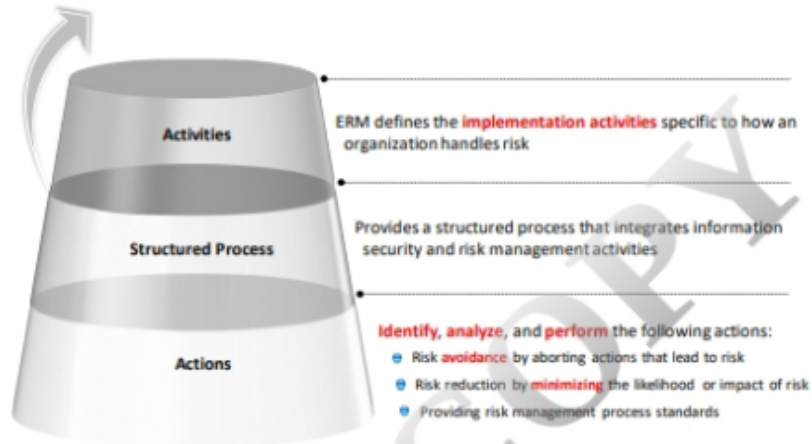 Activities
ERM defines the implementation activities specific to how an
organization handles risk
Structured Process
Provides a structured process that integrates information
security and risk management activities
Actions
Identify, analyze, and perform the following actions:
Risk avoidance by aborting actions that lead to risk
Risk reduction by minimizing the likelihood or impact of risk
Providing risk management process standards
COPY